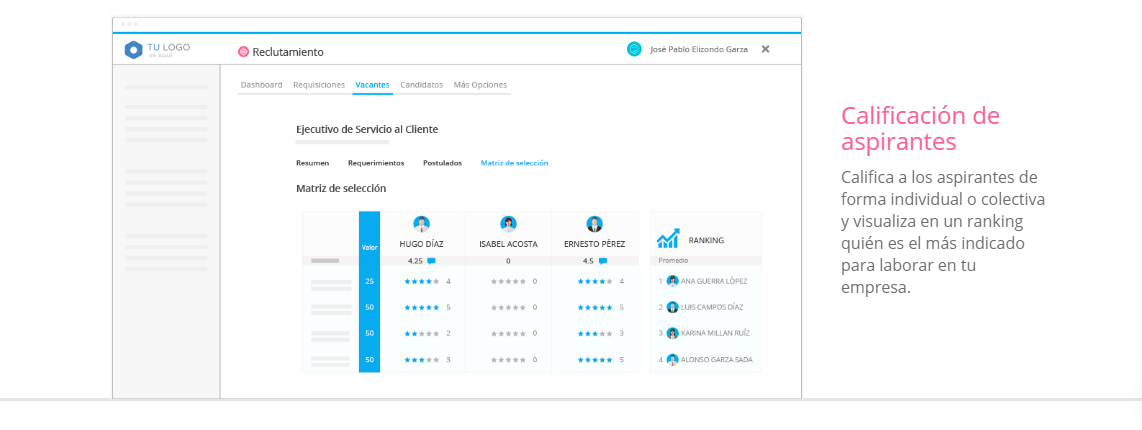 TU LOGO
VA AQUÍ
Reclutamiento
José Pablo Elizondo Garza
Dashboard Requisiciones Vacantes Candidatos Más Opciones
Ejecutivo de Servicio al Cliente
Resumen Requerimientos Postulados Matriz de selección
Matriz de selección
Valor HUGO DÍAZ ISABEL ACOSTA ERNESTO PÉREZ RANKING
4.25 0 4.5 Promedio
25 4 0 4 1 ANA GUERRA LÓPEZ
50 5 0 5 2 LUIS CAMPOS DÍAZ
50 2 0 3 3 KARINA MILLAN RUÍZ
50 3 0 5 4 ALONSO GARZA SADA
Calificación de
aspirantes
Califica a los aspirantes de
forma individual o colectiva
y visualiza en un ranking
quién es el más indicado
para laborar en tu
empresa.